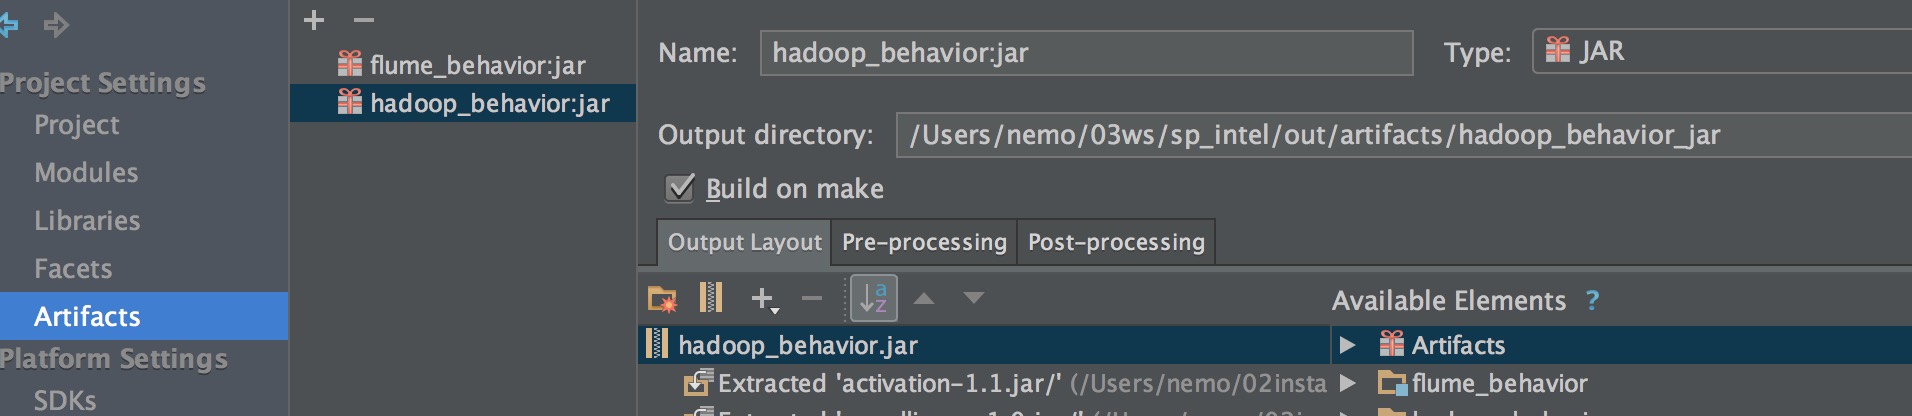 Project Settings
Project
Modules
Libraries
Facets
Artifacts
Platform Settings
SDKs
flume_behavior:jar
hadoop_behavior:jar
Name: hadoop_behavior:jar Type: JAR
Output directory: /Users/nemo/03ws/sp_intel/out/artifacts/hadoop_behavior_jar
Build on make
Output Layout Pre-processing Post-processing
a
z
hadoop_behavior.jar
Extracted 'activation-1.1.jar/' (/Users/nemo/02insta
Available Elements ?
Artifacts
flume_behavior